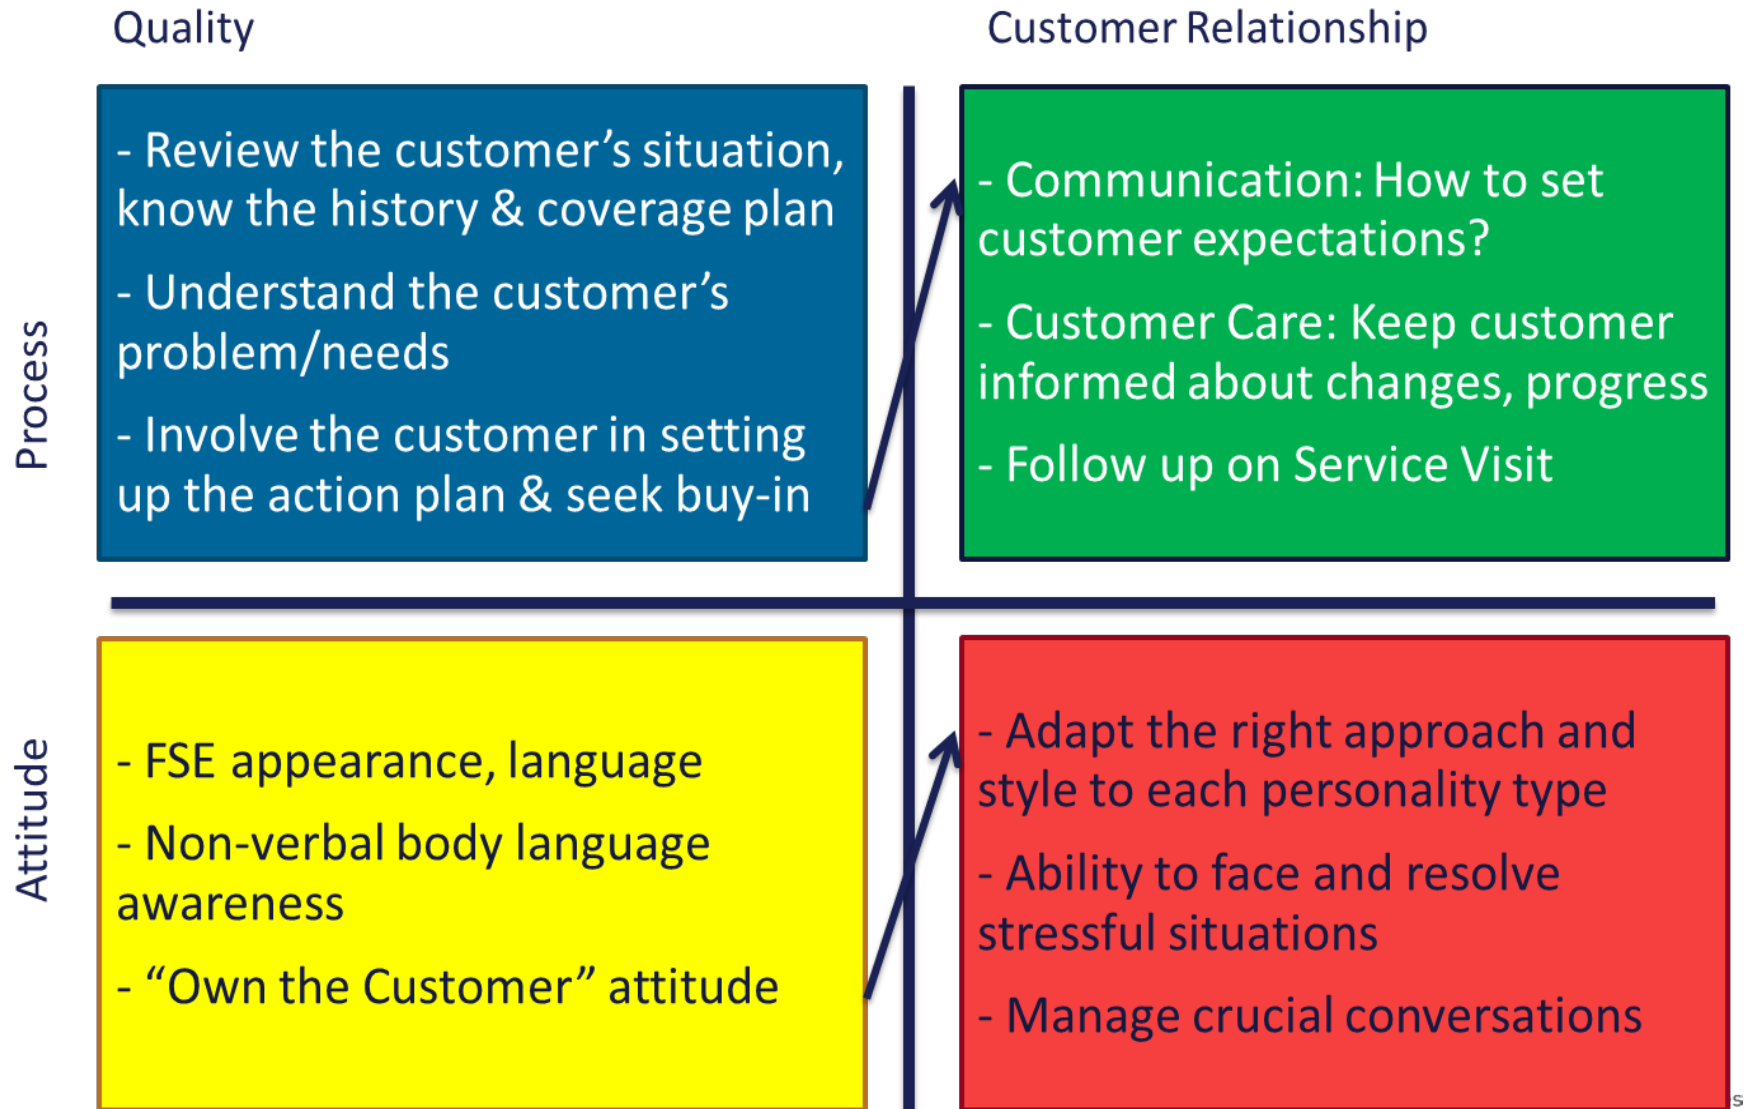 Quality
Customer Relationship
Process
- Review the customer’s situation,
know the history & coverage plan
- Understand the customer’s
problem/needs
- Involve the customer in setting
up the action plan & seek buy-in
- Communication: How to set
customer expectations?
- Customer Care: Keep customer
informed about changes, progress
- Follow up on Service Visit
Attitude
- FSE appearance, language
- Non-verbal body language
awareness
- “Own the Customer” attitude
- Adapt the right approach and
style to each personality type
- Ability to face and resolve
stressful situations
- Manage crucial conversations